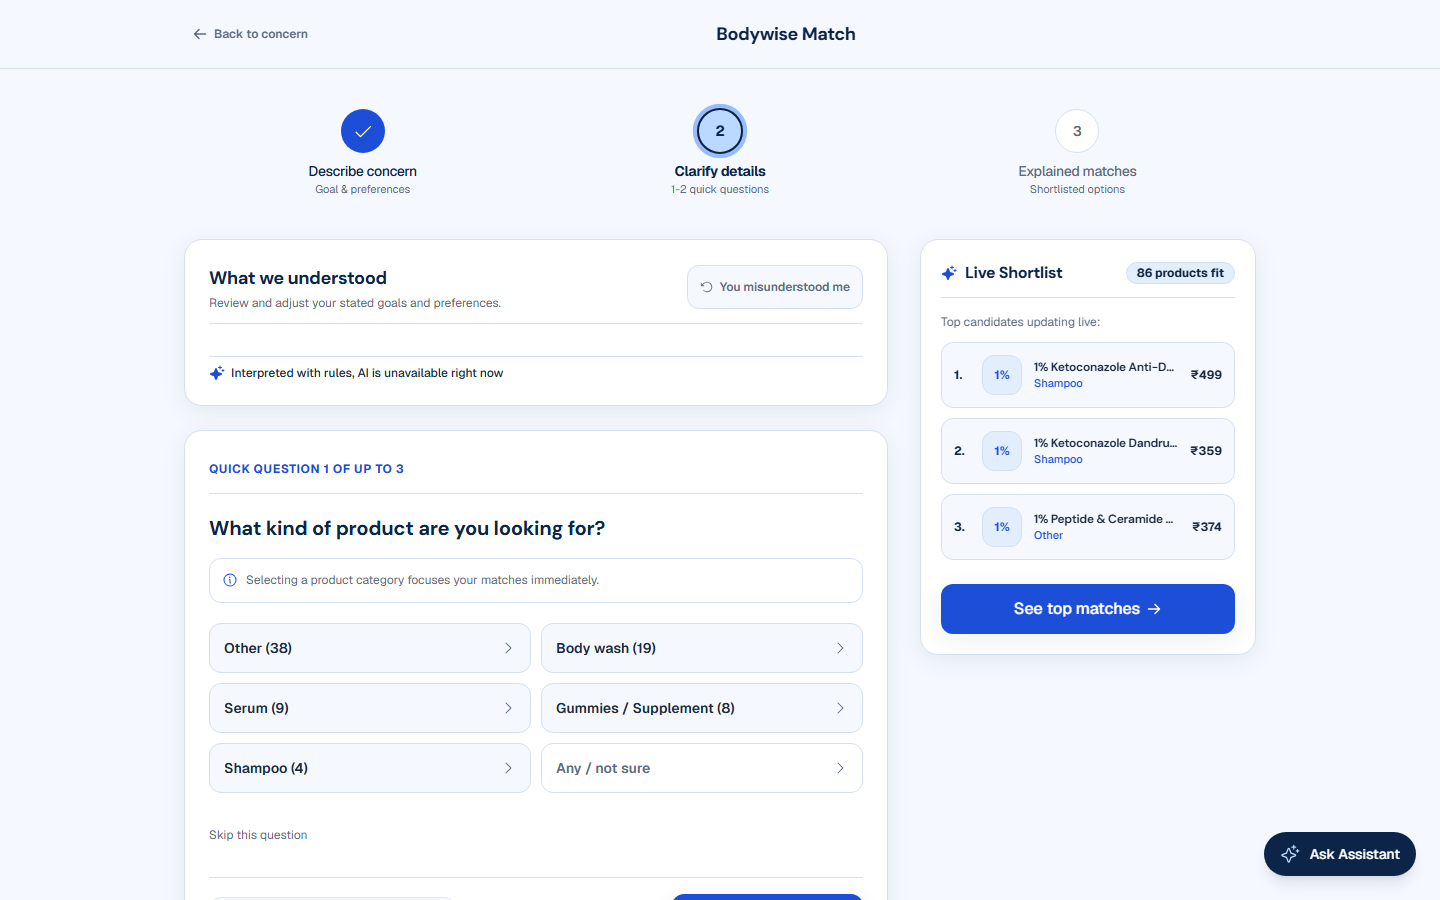 Back to concern
Bodywise Match
2
3
Describe concern
Clarify details
Explained matches
Goal & preferences
1-2 quick questions
Shortlisted options
What we understood
Review and adjust your stated goals and preferences.
You misunderstood me
Interpreted with rules, AI is unavailable right now
QUICK QUESTION 1 OF UP TO 3
What kind of product are you looking for?
Selecting a product category focuses your matches immediately.
Other (38)
Body wash (19)
Serum (9)
Gummies / Supplement (8)
Shampoo (4)
Any / not sure
Skip this question
Live Shortlist
86 products fit
Top candidates updating live:
1.
1%
1% Ketoconazole Anti-D...
Shampoo
₹499
2.
1%
1% Ketoconazole Dandru...
Shampoo
₹359
3.
1%
1% Peptide & Ceramide ...
Other
₹374
See top matches
Ask Assistant